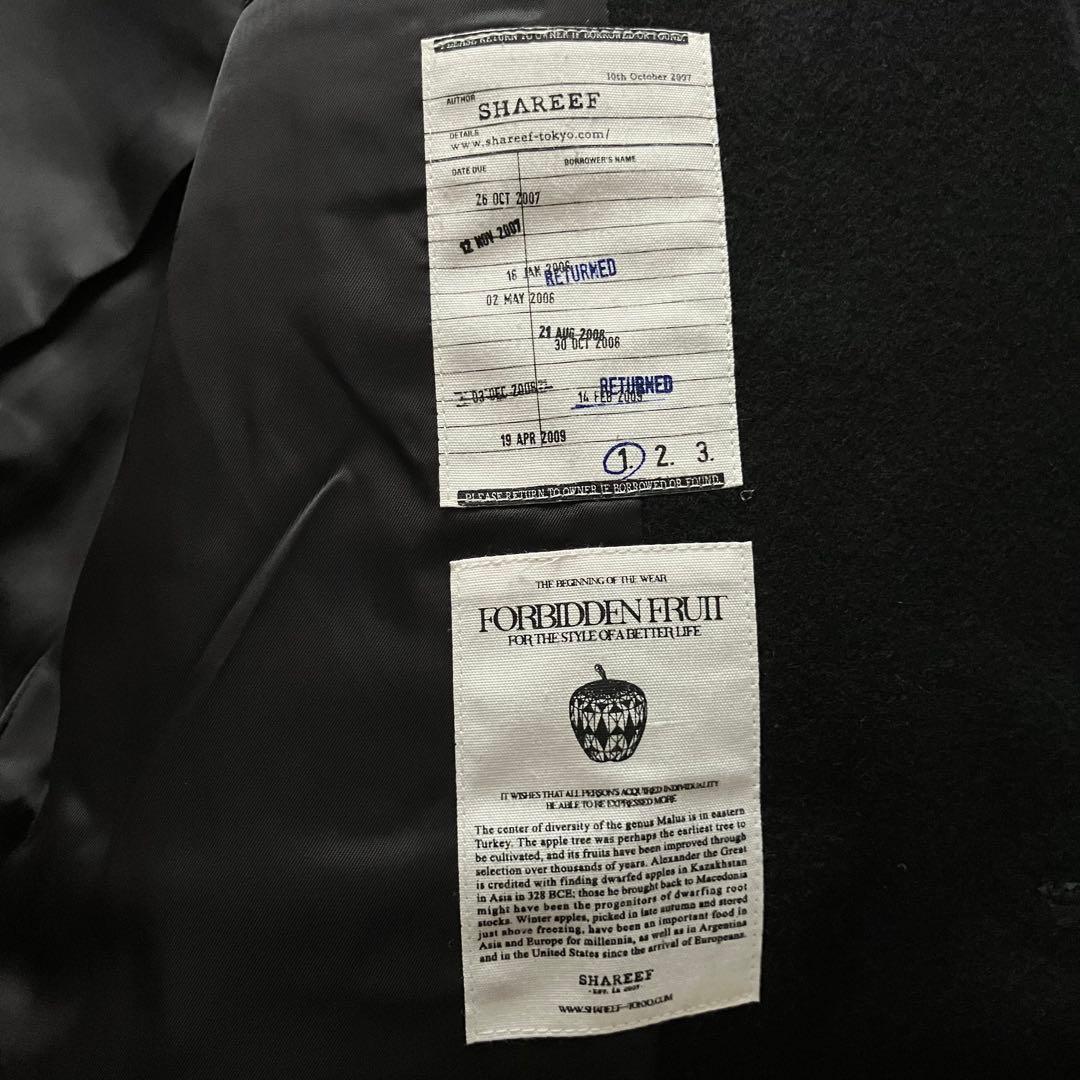 PLEASE RETURN TO OWNER IF BORROWED OR FOUND.
10th October 2007
AUTHOR SHAREEF
DETAILS
www.shareef-tokyo.com/
DATE DUE BORROWER'S NAME
26 OCT 2007
12 NOV 2007
16 JAN 2008 RETURNED
02 MAY 2008
21 AUG 2008
30 OCT 2008
03 DEC 2008 RETURNED
14 FEB 2009
19 APR 2009
1. 2. 3.
PLEASE RETURN TO OWNER IF BORROWED OR FOUND.
THE BEGINNING OF THE WEAR
FORBIDDEN FRUIT
FOR THE STYLE OF A BETTER LIFE
IT WISHES THAT ALL PERSON'S ACQUIRED INDIVIDUALITY
BE ABLE TO BE EXPRESSED MORE
The center of diversity of the genus Malus is in eastern
Turkey. The apple tree was perhaps the earliest tree to
be cultivated, and its fruits have been improved through
selection over thousands of years. Alexander the Great
is credited with finding dwarfed apples in Kazakhstan
in Asia in 328 BCE; those he brought back to Macedonia
might have been the progenitors of dwarfing root
stocks. Winter apples, picked in late autumn and stored
just above freezing, have been an important food in
Asia and Europe for millennia, as well as in Argentina
and in the United States since the arrival of Europeans.
SHAREEF
- EST. IN 2007 -
WWW.SHAREEF-TOKYO.COM